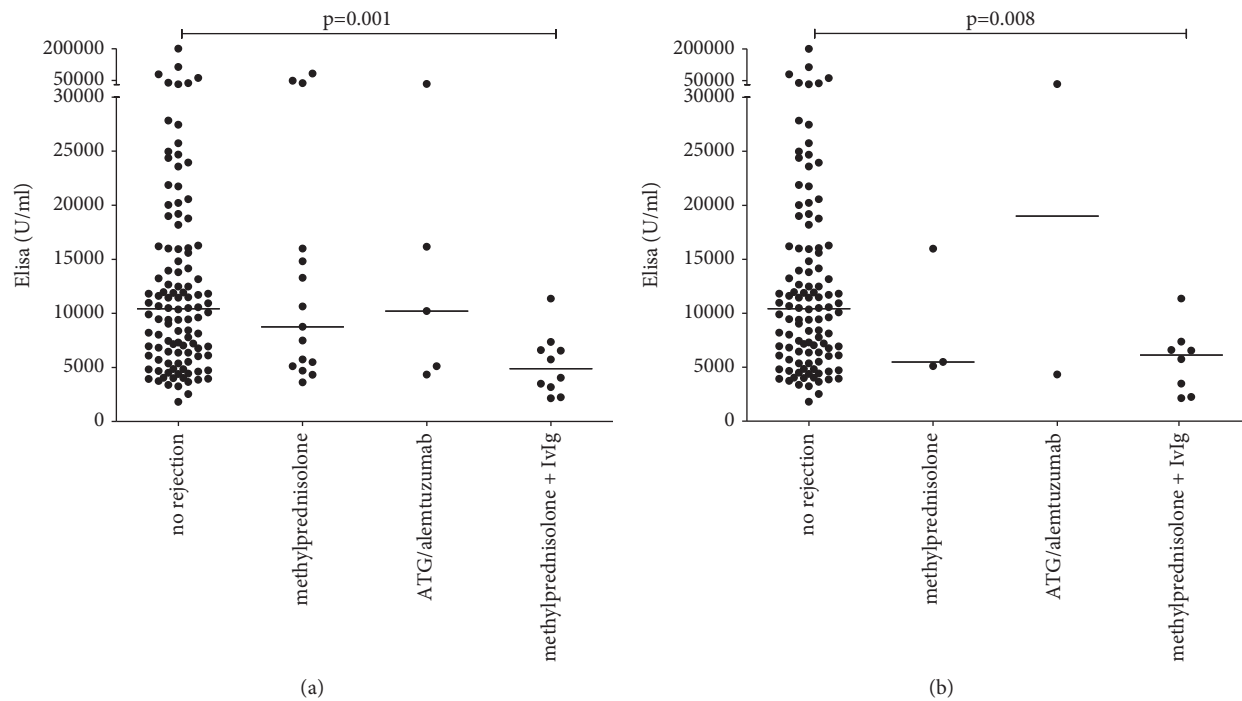 p=0.001
200000
50000
30000
25000
20000
15000
10000
5000
0
Elisa (U/ml)
no rejection
methylprednisolone
ATG/alemtuzumab
methylprednisolone + IvIg
(a)
p=0.008
200000
50000
30000
25000
20000
15000
10000
5000
0
Elisa (U/ml)
no rejection
methylprednisolone
ATG/alemtuzumab
methylprednisolone + IvIg
(b)